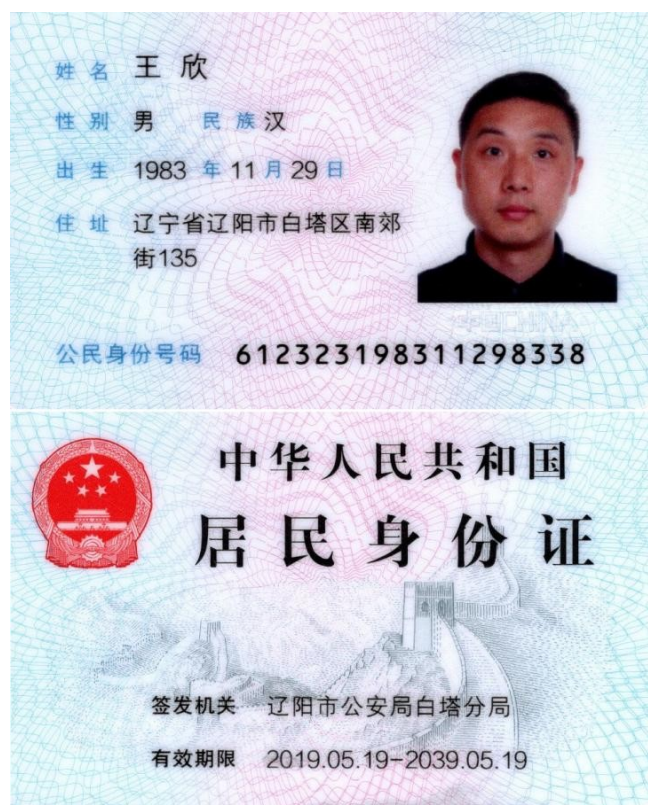 姓名 王欣
性别 男 民族 汉
出生 1983 年 11 月 29 日
住址 辽宁省辽阳市白塔区南郊
街135
公民身份号码 612323198311298338
中华人民共和国
居民身份证
签发机关 辽阳市公安局白塔分局
有效期限 2019.05.19-2039.05.19